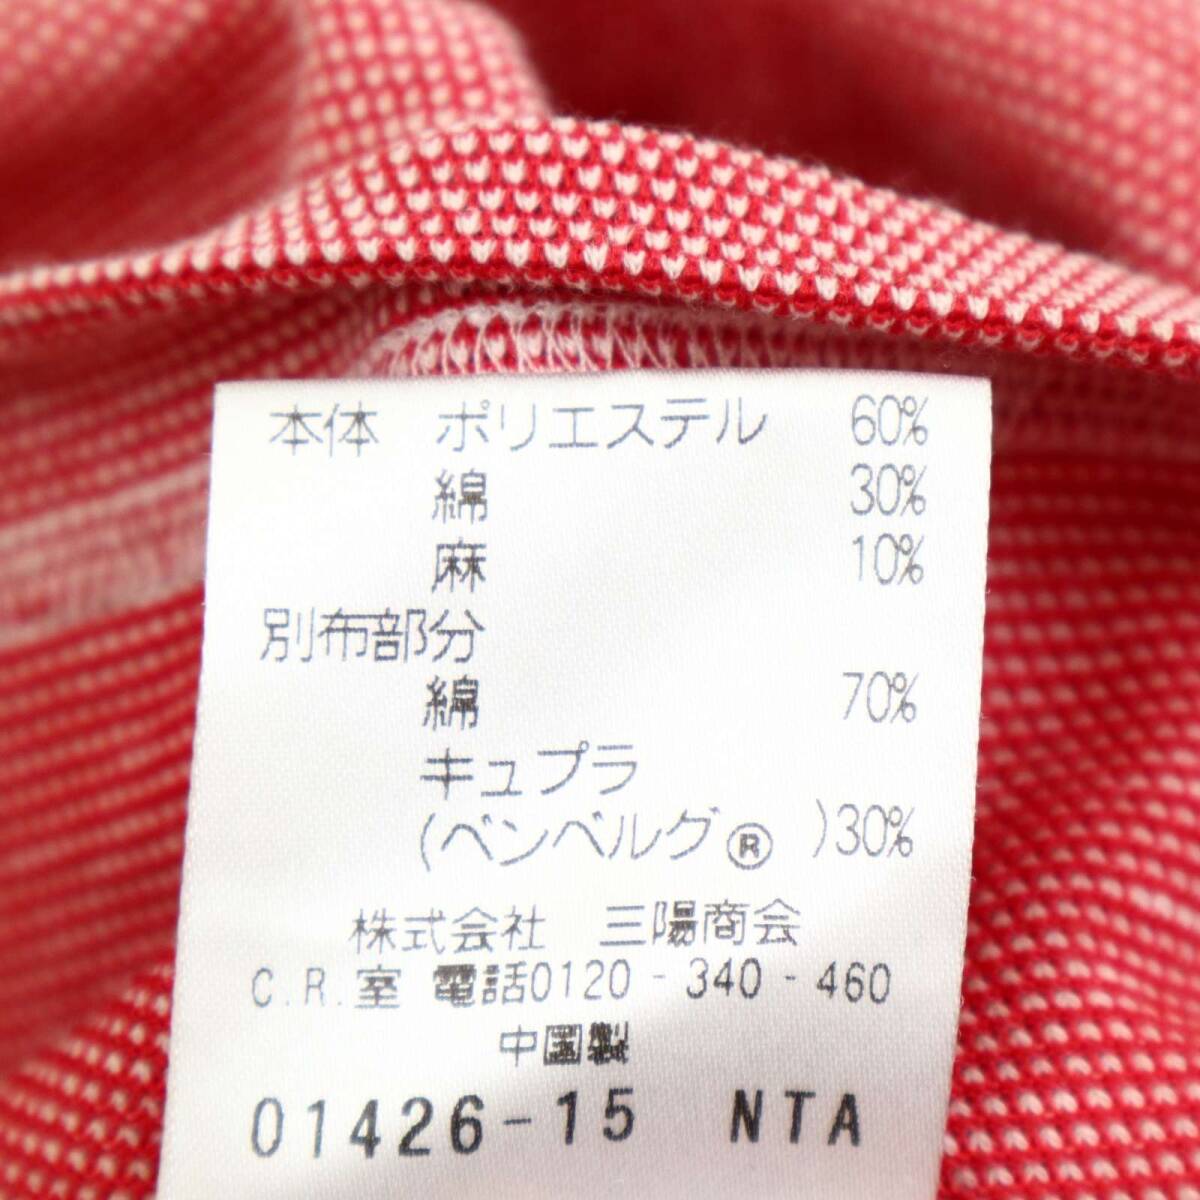 本体 ポリエステル 60%
綿 30%
麻 10%
別布部分
綿 70%
キュプラ
(ベンベルグ® )30%
株式会社 三陽商会
C.R.室 電話0120-340-460
中国製
01426-15 NTA